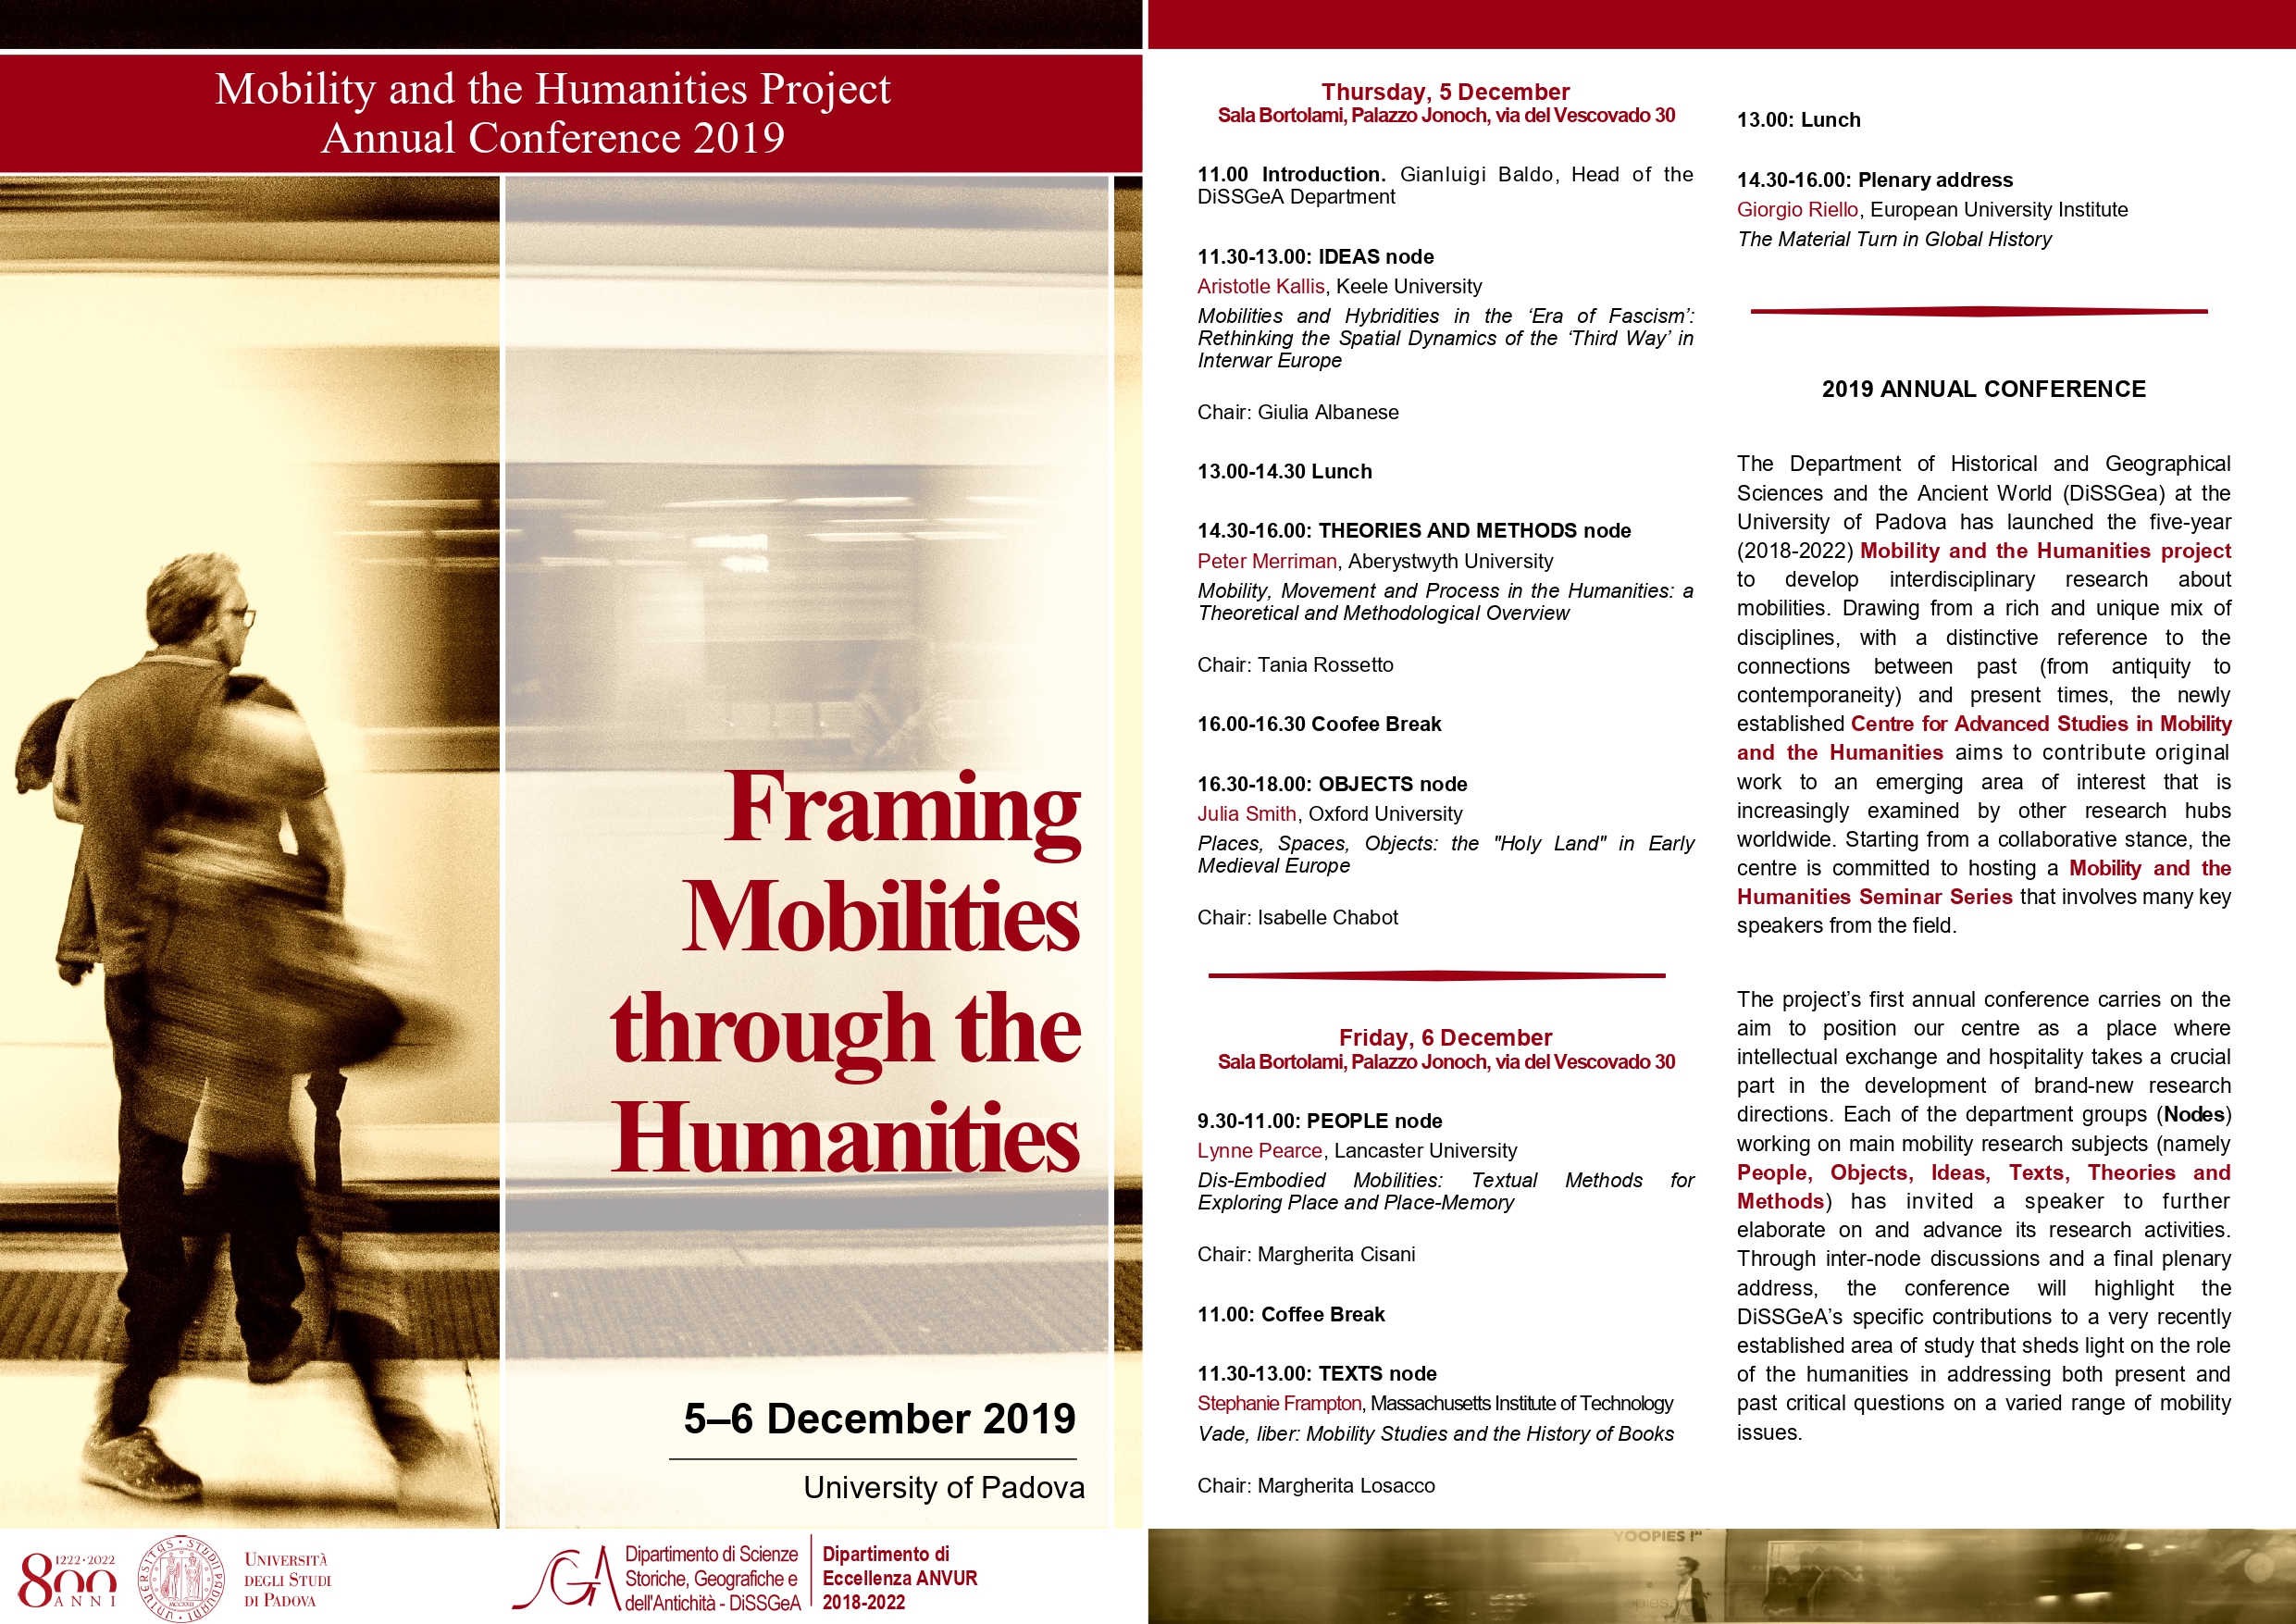 Mobility and the Humanities Project
Annual Conference 2019
Framing
Mobilities
through the
Humanities
5–6 December 2019
University of Padova
800
1222·2022
ANNI
UNIVERSITÀ
DEGLI STUDI
DI PADOVA
SGA
Dipartimento di Scienze
Storiche, Geografiche e
dell'Antichità - DiSSGeA
Dipartimento di
Eccellenza ANVUR
2018-2022
Thursday, 5 December
Sala Bortolami, Palazzo Jonoch, via del Vescovado 30
11.00 Introduction. Gianluigi Baldo, Head of the
DiSSGeA Department
11.30-13.00: IDEAS node
Aristotle Kallis, Keele University
Mobilities and Hybridities in the ‘Era of Fascism’:
Rethinking the Spatial Dynamics of the ‘Third Way’ in
Interwar Europe
Chair: Giulia Albanese
13.00-14.30 Lunch
14.30-16.00: THEORIES AND METHODS node
Peter Merriman, Aberystwyth University
Mobility, Movement and Process in the Humanities: a
Theoretical and Methodological Overview
Chair: Tania Rossetto
16.00-16.30 Coofee Break
16.30-18.00: OBJECTS node
Julia Smith, Oxford University
Places, Spaces, Objects: the "Holy Land" in Early
Medieval Europe
Chair: Isabelle Chabot
Friday, 6 December
Sala Bortolami, Palazzo Jonoch, via del Vescovado 30
9.30-11.00: PEOPLE node
Lynne Pearce, Lancaster University
Dis-Embodied Mobilities: Textual Methods for
Exploring Place and Place-Memory
Chair: Margherita Cisani
11.00: Coffee Break
11.30-13.00: TEXTS node
Stephanie Frampton, Massachusetts Institute of Technology
Vade, liber: Mobility Studies and the History of Books
Chair: Margherita Losacco
13.00: Lunch
14.30-16.00: Plenary address
Giorgio Riello, European University Institute
The Material Turn in Global History
2019 ANNUAL CONFERENCE
The Department of Historical and Geographical
Sciences and the Ancient World (DiSSGea) at the
University of Padova has launched the five-year
(2018-2022) Mobility and the Humanities project
to develop interdisciplinary research about
mobilities. Drawing from a rich and unique mix of
disciplines, with a distinctive reference to the
connections between past (from antiquity to
contemporaneity) and present times, the newly
established Centre for Advanced Studies in Mobility
and the Humanities aims to contribute original
work to an emerging area of interest that is
increasingly examined by other research hubs
worldwide. Starting from a collaborative stance, the
centre is committed to hosting a Mobility and the
Humanities Seminar Series that involves many key
speakers from the field.
The project’s first annual conference carries on the
aim to position our centre as a place where
intellectual exchange and hospitality takes a crucial
part in the development of brand-new research
directions. Each of the department groups (Nodes)
working on main mobility research subjects (namely
People, Objects, Ideas, Texts, Theories and
Methods) has invited a speaker to further
elaborate on and advance its research activities.
Through inter-node discussions and a final plenary
address, the conference will highlight the
DiSSGeA’s specific contributions to a very recently
established area of study that sheds light on the role
of the humanities in addressing both present and
past critical questions on a varied range of mobility
issues.
YOOPIES !"